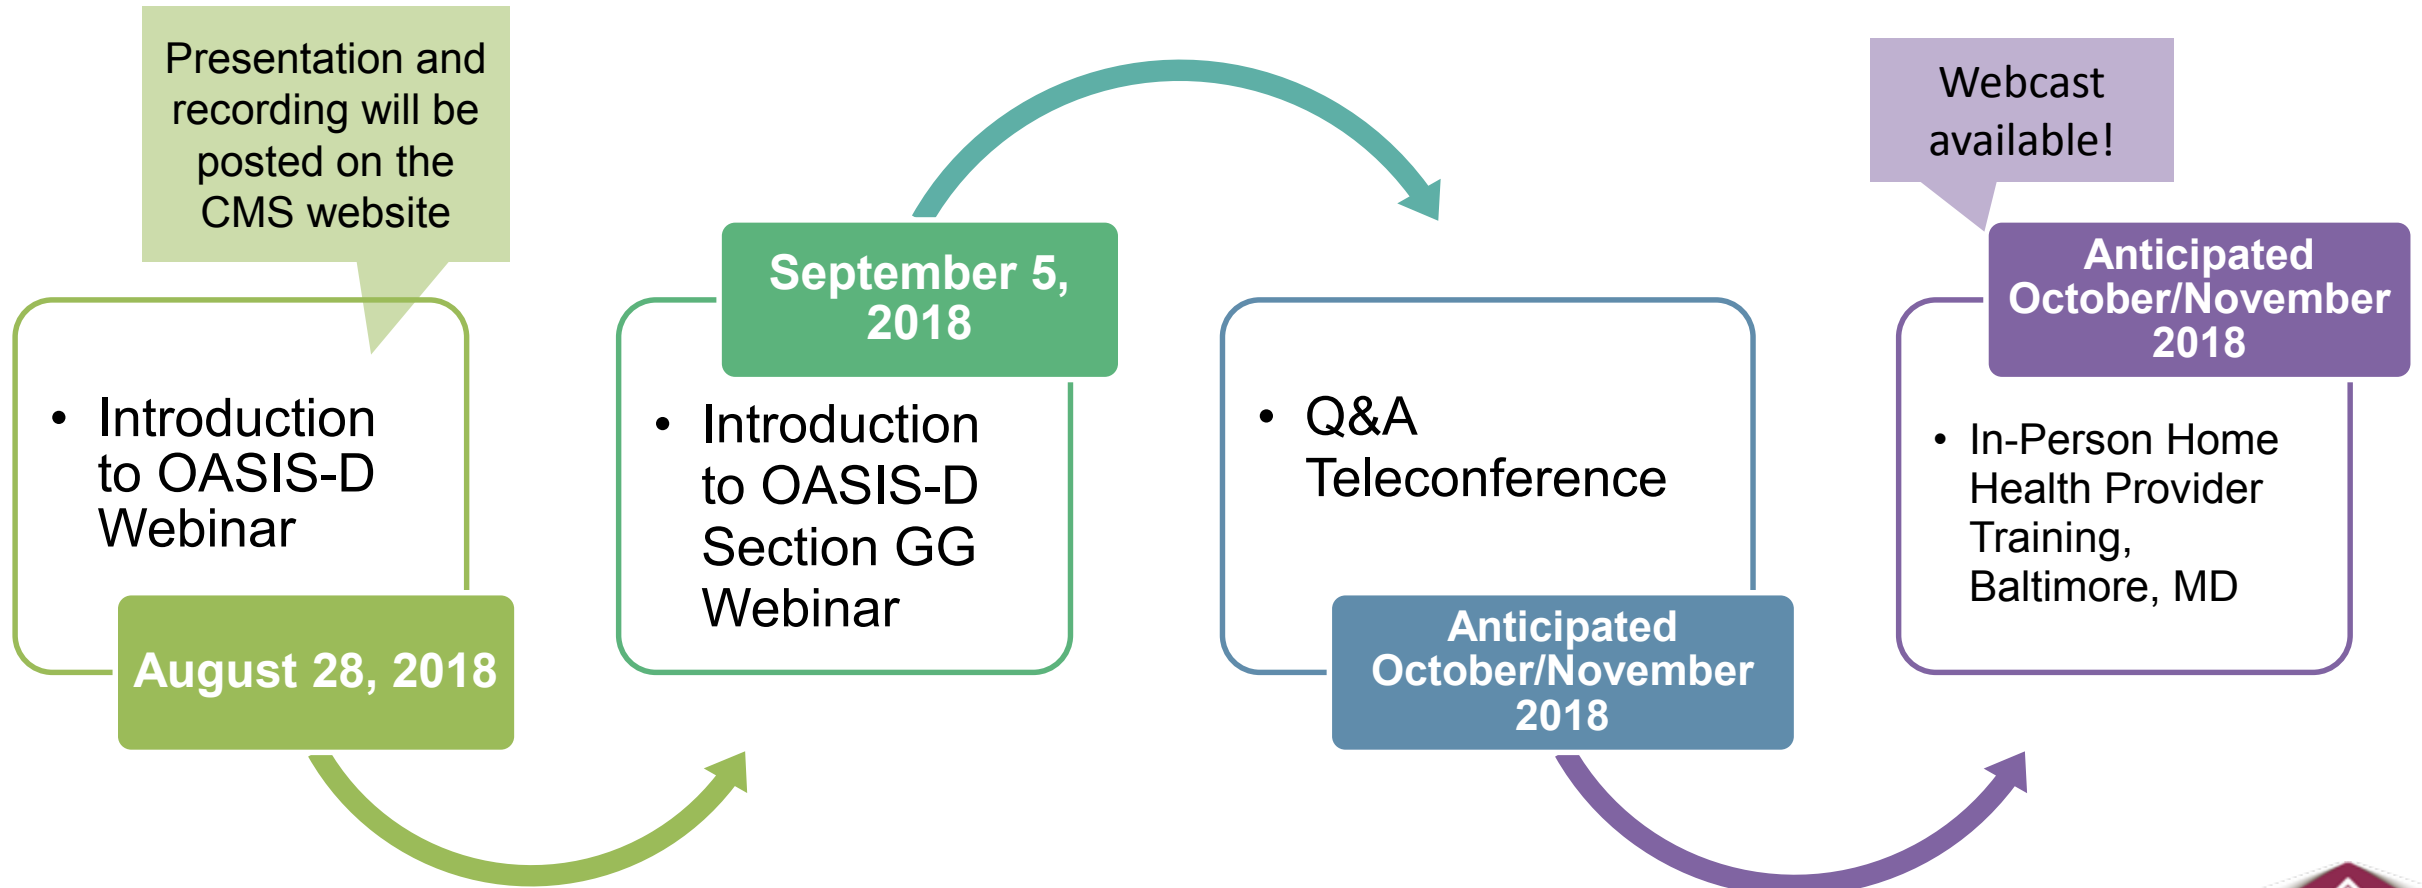 Presentation and
recording will be
posted on the
CMS website
• Introduction
to OASIS-D
Webinar
August 28, 2018
September 5,
2018
• Introduction
to OASIS-D
Section GG
Webinar
• Q&A
Teleconference
Anticipated
October/November
2018
Webcast
available!
Anticipated
October/November
2018
• In-Person Home
Health Provider
Training,
Baltimore, MD